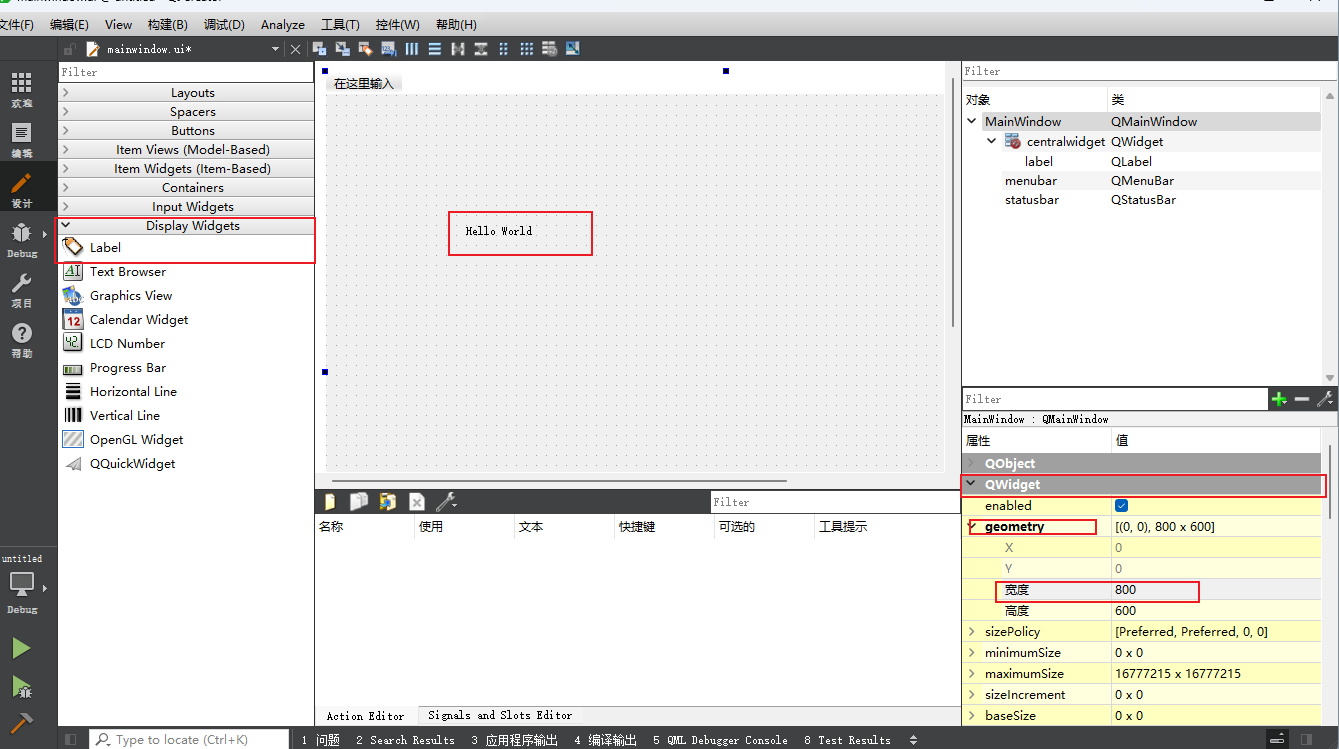 文件(F) 编辑(E) View 构建(B) 调试(D) Analyze 工具(T) 控件(W) 帮助(H)
mainwindow.ui*
欢迎
编辑
设计
Debug
项目
帮助
untitled
Debug
Filter
Layouts
Spacers
Buttons
Item Views (Model-Based)
Item Widgets (Item-Based)
Containers
Input Widgets
Display Widgets
Label
Text Browser
Graphics View
Calendar Widget
LCD Number
Progress Bar
Horizontal Line
Vertical Line
OpenGL Widget
QQuickWidget
在这里输入
Hello World
Filter
名称 使用 文本 快捷键 可选的 工具提示
Action Editor Signals and Slots Editor
Filter
对象 类
MainWindow QMainWindow
centralwidget QWidget
label QLabel
menubar QMenuBar
statusbar QStatusBar
Filter
MainWindow : QMainWindow
属性 值
QObject
QWidget
enabled
geometry [(0, 0), 800 x 600]
X 0
Y 0
宽度 800
高度 600
sizePolicy [Preferred, Preferred, 0, 0]
minimumSize 0 x 0
maximumSize 16777215 x 16777215
sizeIncrement 0 x 0
baseSize 0 x 0
Type to locate (Ctrl+K) 1 问题 2 Search Results 3 应用程序输出 4 编译输出 5 QML Debugger Console 8 Test Results